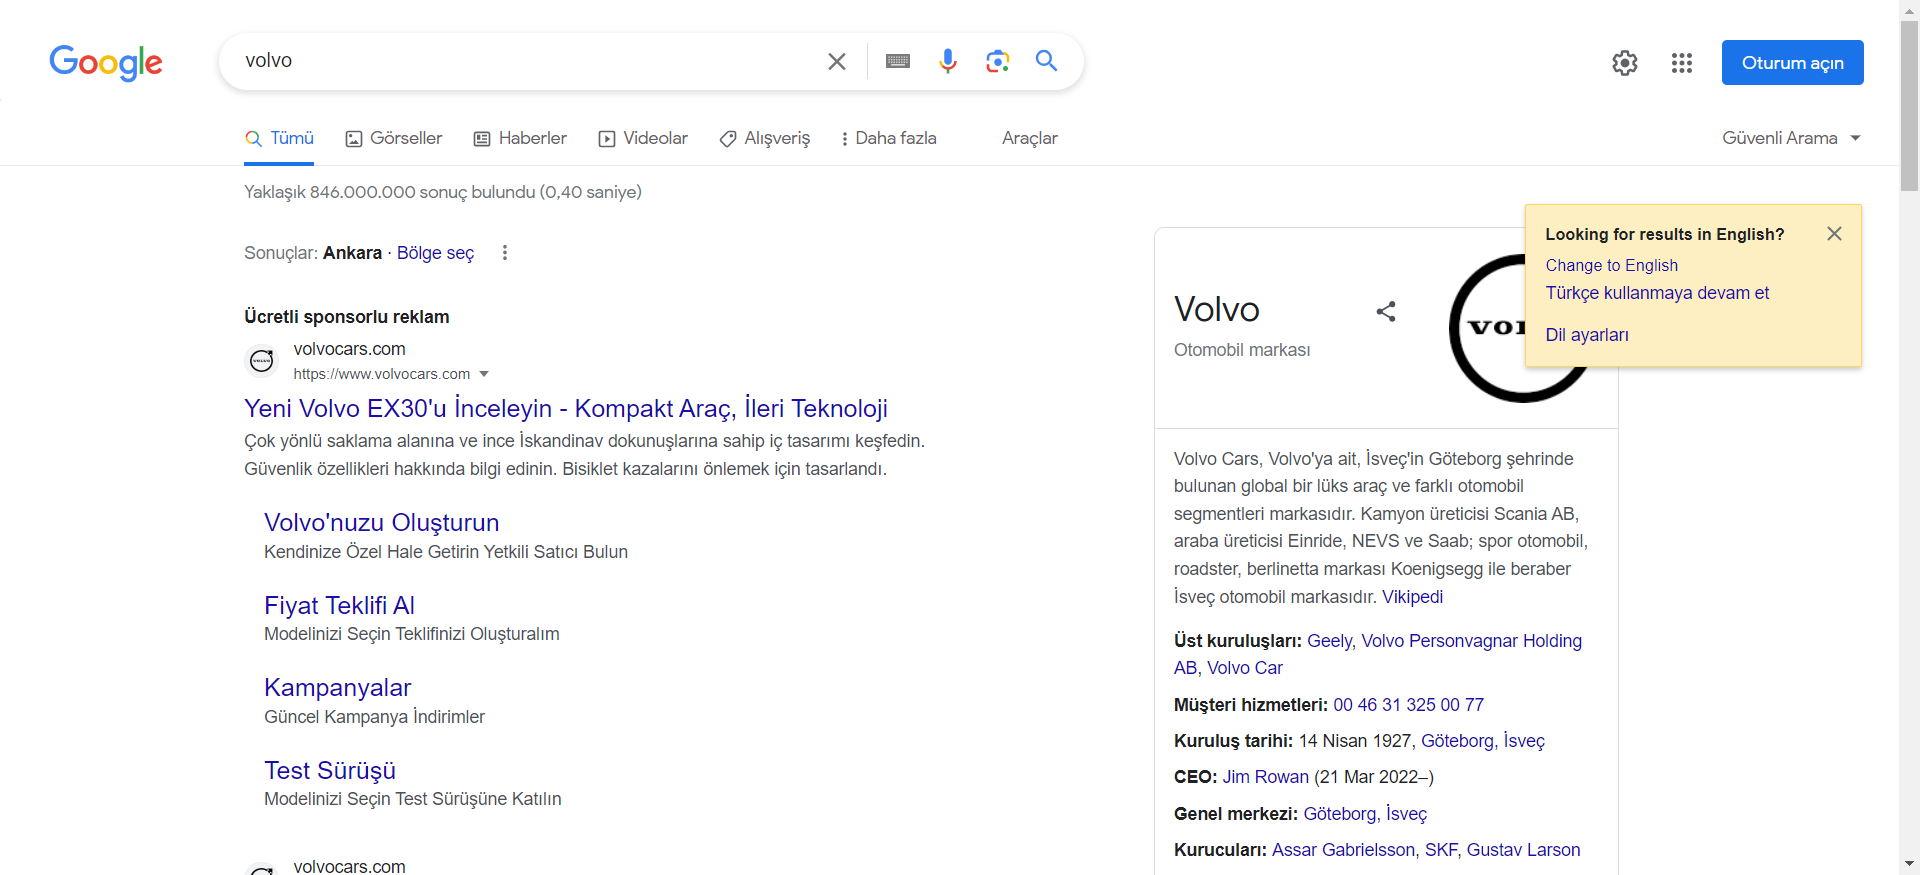 Google
volvo
Oturum açın
Tümü
Görseller
Haberler
Videolar
Alışveriş
Daha fazla
Araçlar
Güvenli Arama
Yaklaşık 846.000.000 sonuç bulundu (0,40 saniye)
Sonuçlar: Ankara · Bölge seç
Ücretli sponsorlu reklam
volvocars.com
https://www.volvocars.com
Yeni Volvo EX30'u İnceleyin - Kompakt Araç, İleri Teknoloji
Çok yönlü saklama alanına ve ince İskandinav dokunuşlarına sahip iç tasarımı keşfedin.
Güvenlik özellikleri hakkında bilgi edinin. Bisiklet kazalarını önlemek için tasarlandı.
Volvo'nuzu Oluşturun
Kendinize Özel Hale Getirin Yetkili Satıcı Bulun
Fiyat Teklifi Al
Modelinizi Seçin Teklifinizi Oluşturalım
Kampanyalar
Güncel Kampanya İndirimler
Test Sürüşü
Modelinizi Seçin Test Sürüşüne Katılın
volvocars.com
Looking for results in English?
Change to English
Türkçe kullanmaya devam et
Dil ayarları
Volvo
Otomobil markası
Volvo Cars, Volvo'ya ait, İsveç'in Göteborg şehrinde
bulunan global bir lüks araç ve farklı otomobil
segmentleri markasıdır. Kamyon üreticisi Scania AB,
araba üreticisi Einride, NEVS ve Saab; spor otomobil,
roadster, berlinetta markası Koenigsegg ile beraber
İsveç otomobil markasıdır. Vikipedi
Üst kuruluşları: Geely, Volvo Personvagnar Holding
AB, Volvo Car
Müşteri hizmetleri: 00 46 31 325 00 77
Kuruluş tarihi: 14 Nisan 1927, Göteborg, İsveç
CEO: Jim Rowan (21 Mar 2022–)
Genel merkezi: Göteborg, İsveç
Kurucuları: Assar Gabrielsson, SKF, Gustav Larson